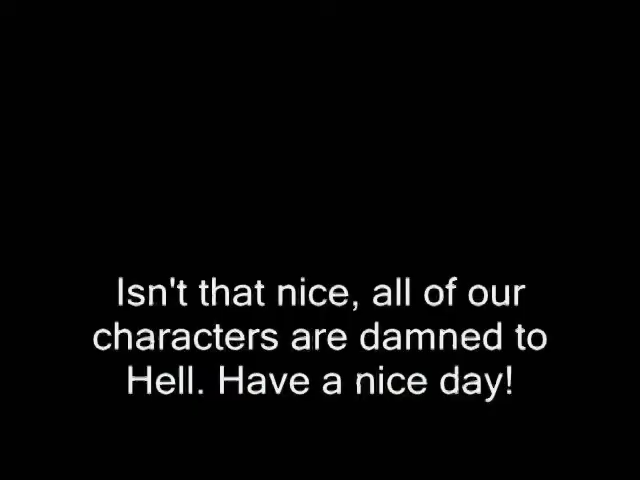 Isn't that nice, all of our
characters are damned to
Hell. Have a nice day!